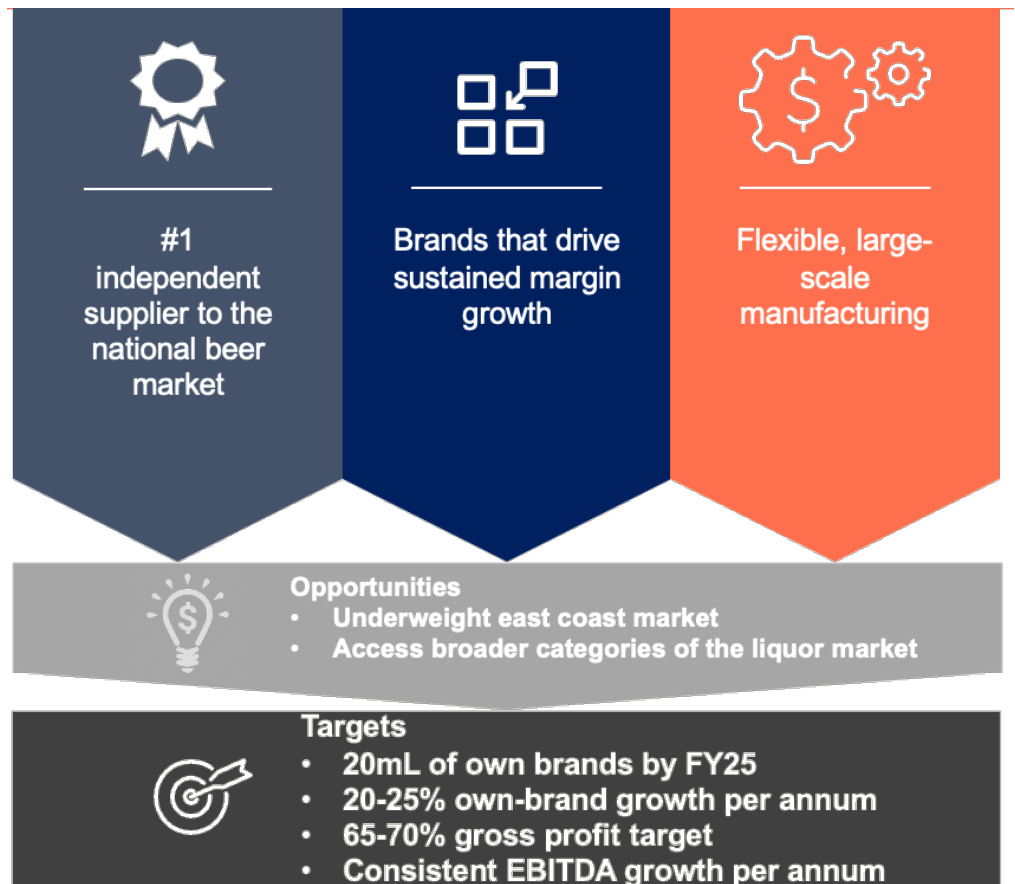 #1
independent
supplier to the
national beer
market
Brands that drive
sustained margin
growth
Flexible, large-
scale
manufacturing
Opportunities
• Underweight east coast market
• Access broader categories of the liquor market
Targets
• 20mL of own brands by FY25
• 20-25% own-brand growth per annum
• 65-70% gross profit target
• Consistent EBITDA growth per annum